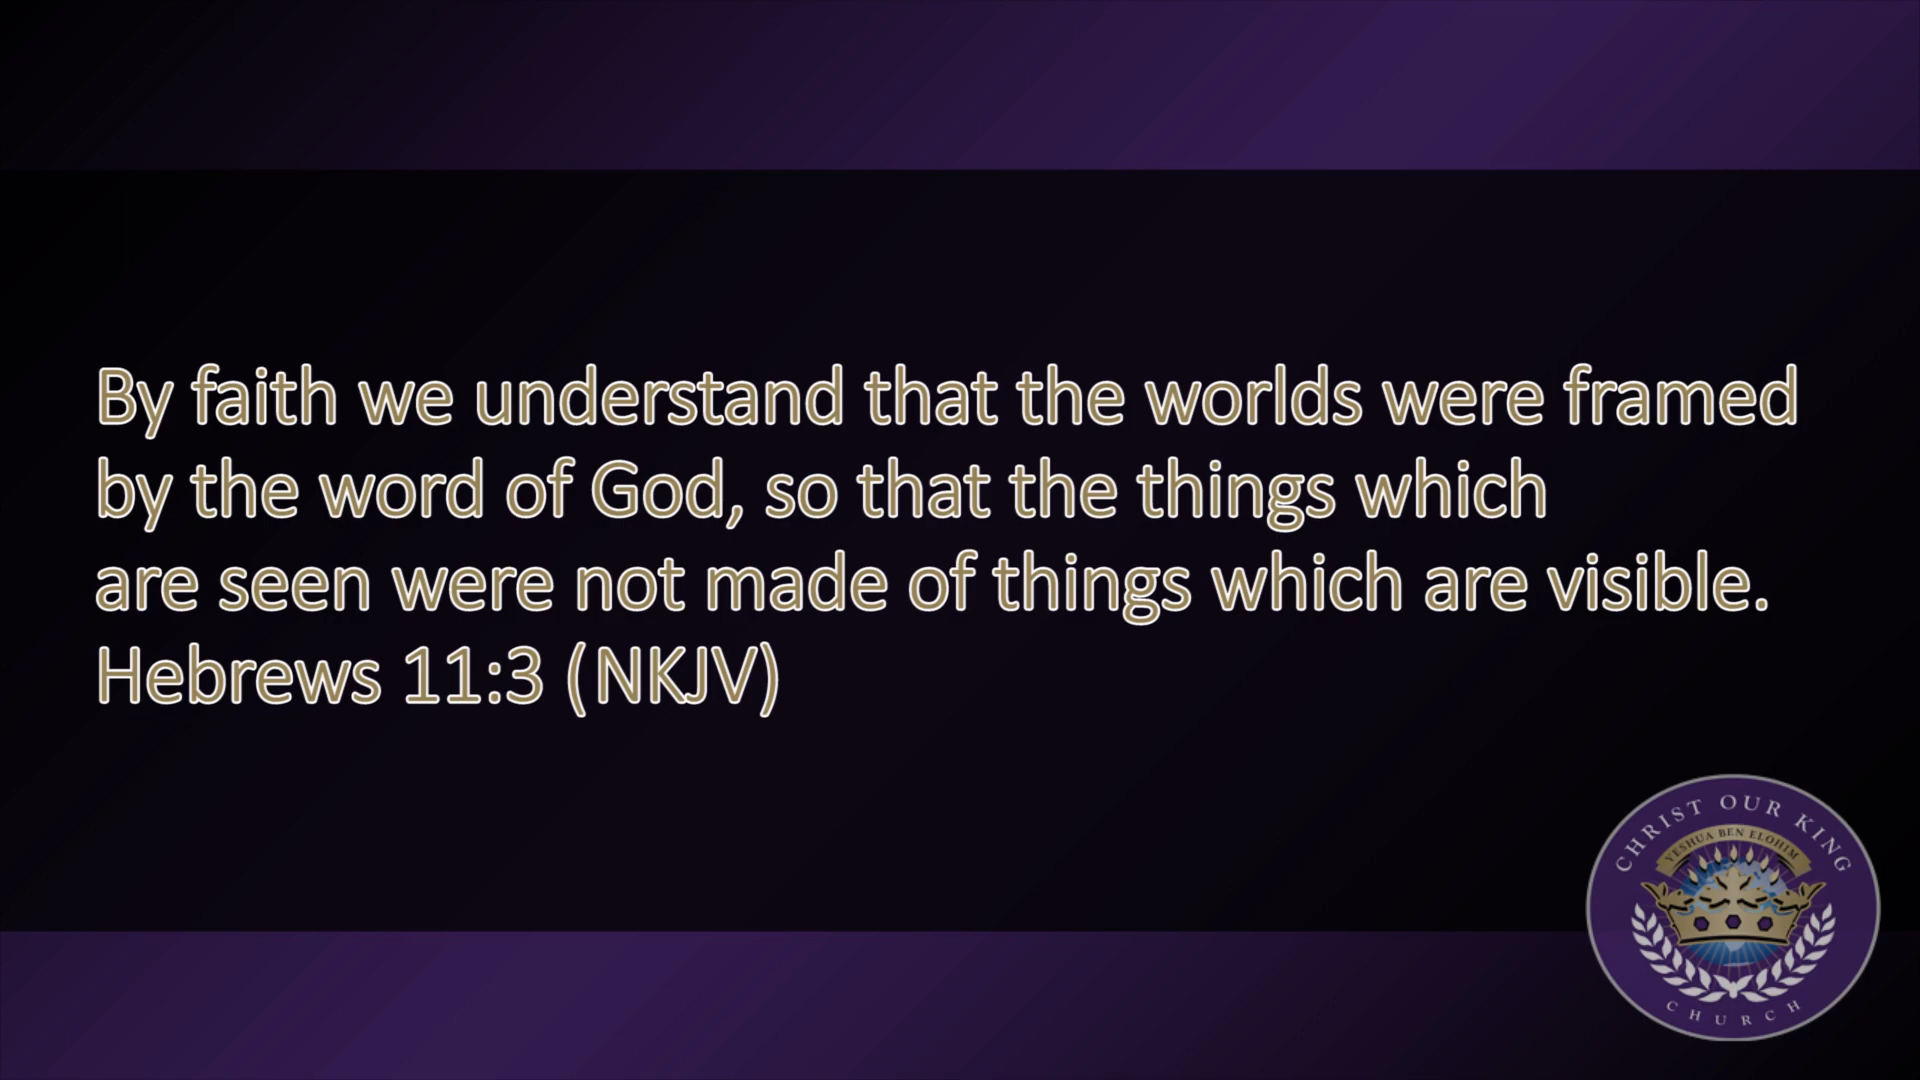 By faith we understand that the worlds were framed
by the word of God, so that the things which
are seen were not made of things which are visible.
Hebrews 11:3 (NKJV)
CHRIST OUR KING
YESHUA BEN ELOHIM
CHURCH